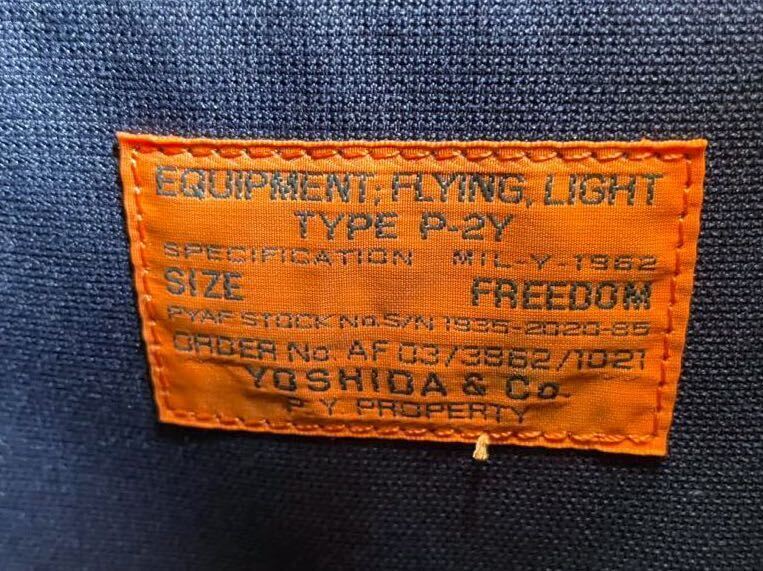 EQUIPMENT; FLYING, LIGHT
TYPE P-2Y
SPECIFICATION MIL-Y-1962
SIZE FREEDOM
PYAF STOCK No. S/N 1935-2020-85
ORDER No AF 03/3862/1021
YOSHIDA & Co.
P.Y. PROPERTY